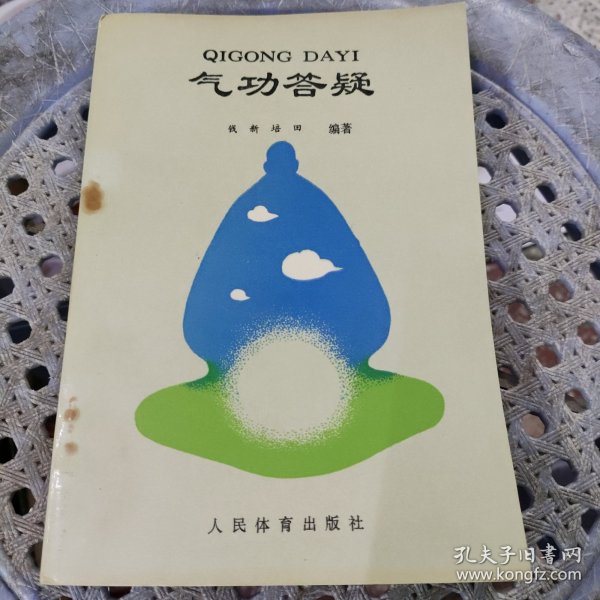 QIGONG DAYI
气功答疑
钱新培田 编著
人民体育出版社
孔夫子旧书网
www.kongfz.com